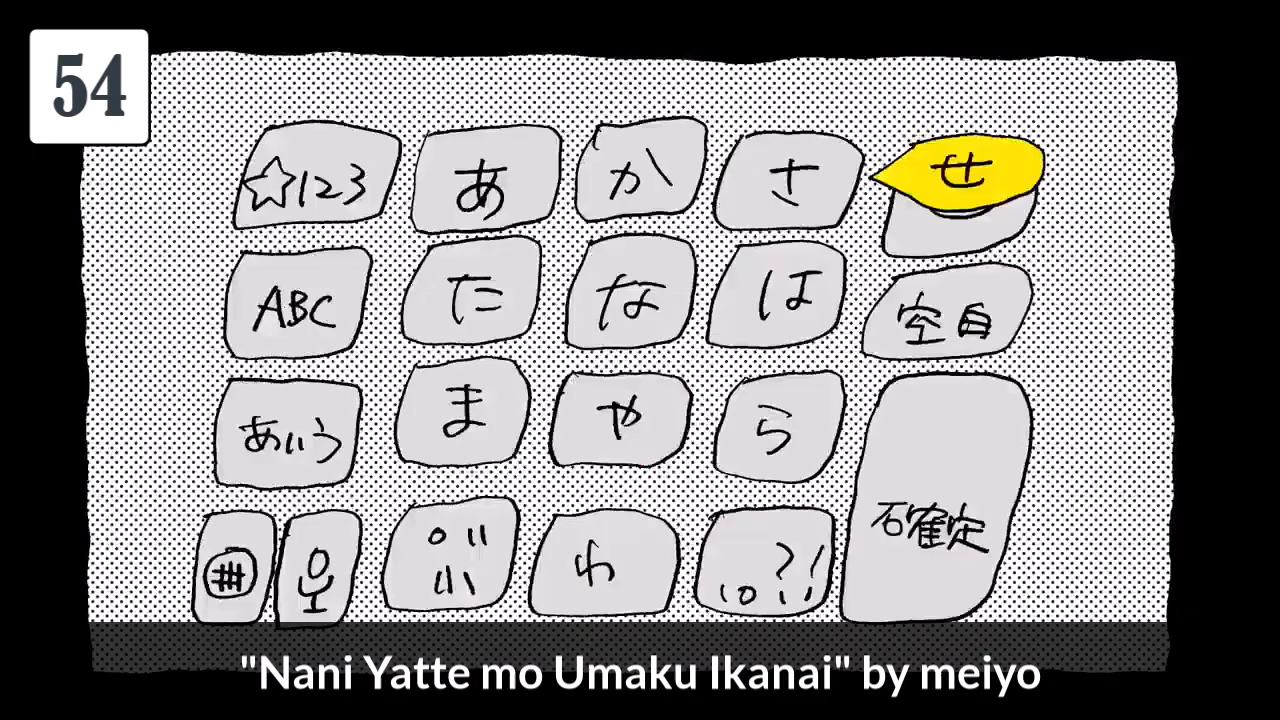 54
☆123 あ か さ せ
ABC た な は 空白
あいう ま や ら
゜゛小 わ 、。?! 確定
"Nani Yatte mo Umaku Ikanai" by meiyo